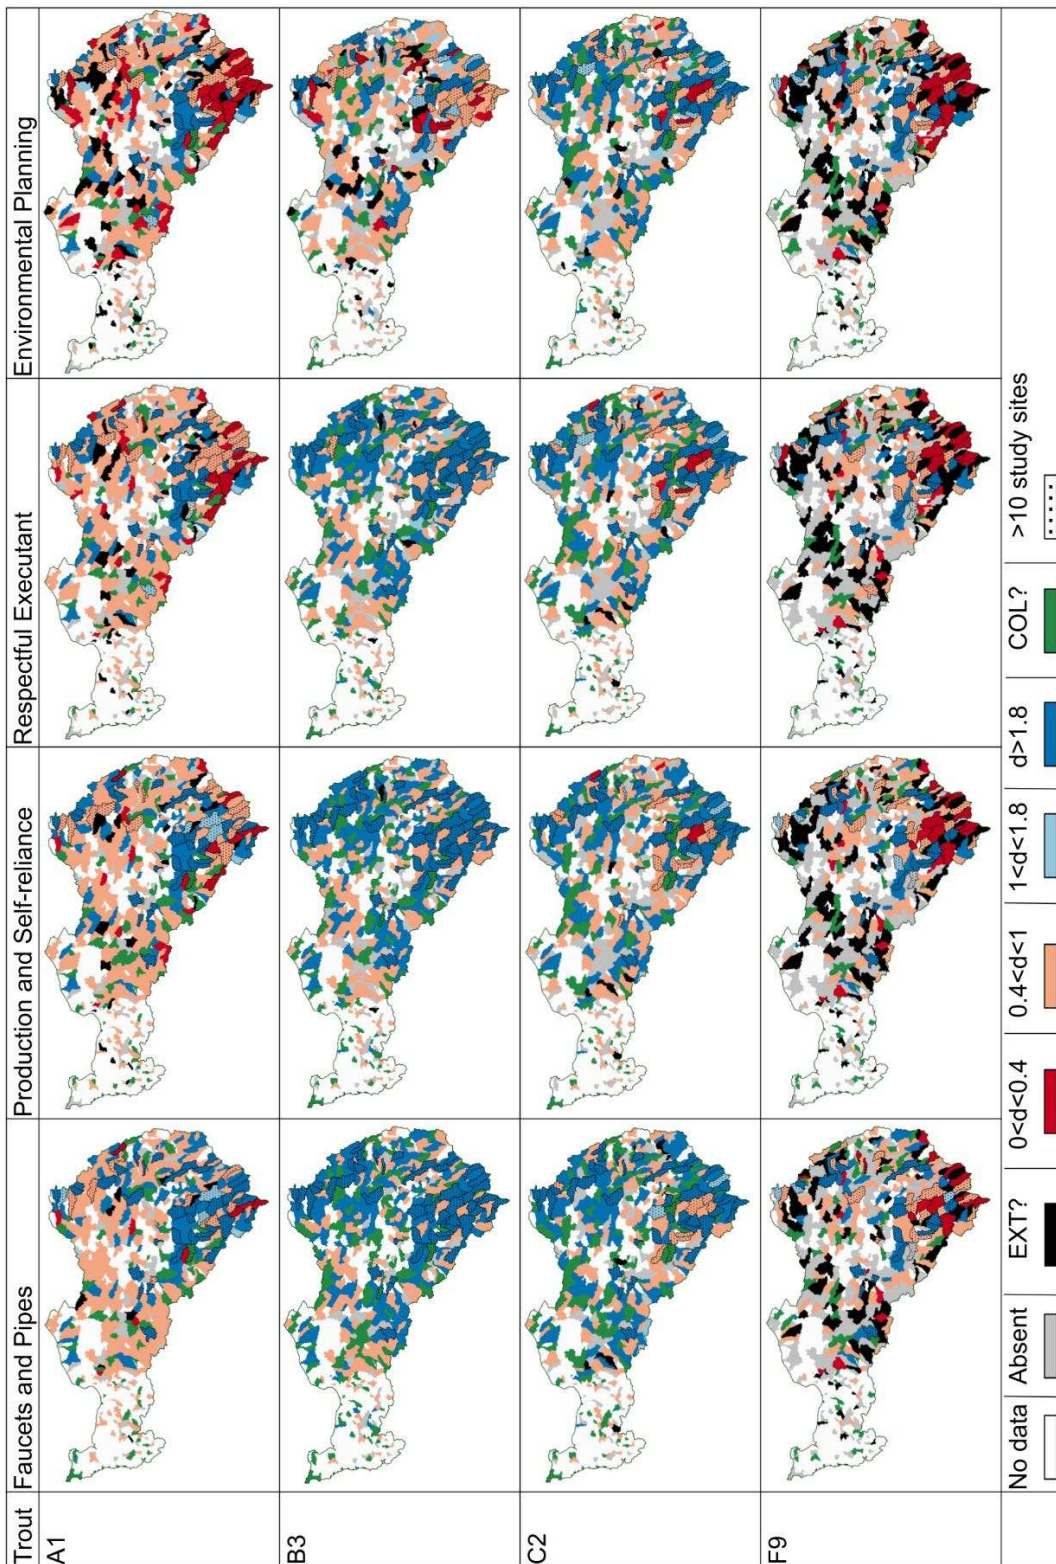 Trout
Faucets and Pipes
Production and Self-reliance
Respectful Executant
Environmental Planning
A1
B3
C2
F9
No data
Absent
EXT?
0<d<0.4
0.4<d<1
1<d<1.8
d>1.8
COL?
>10 study sites